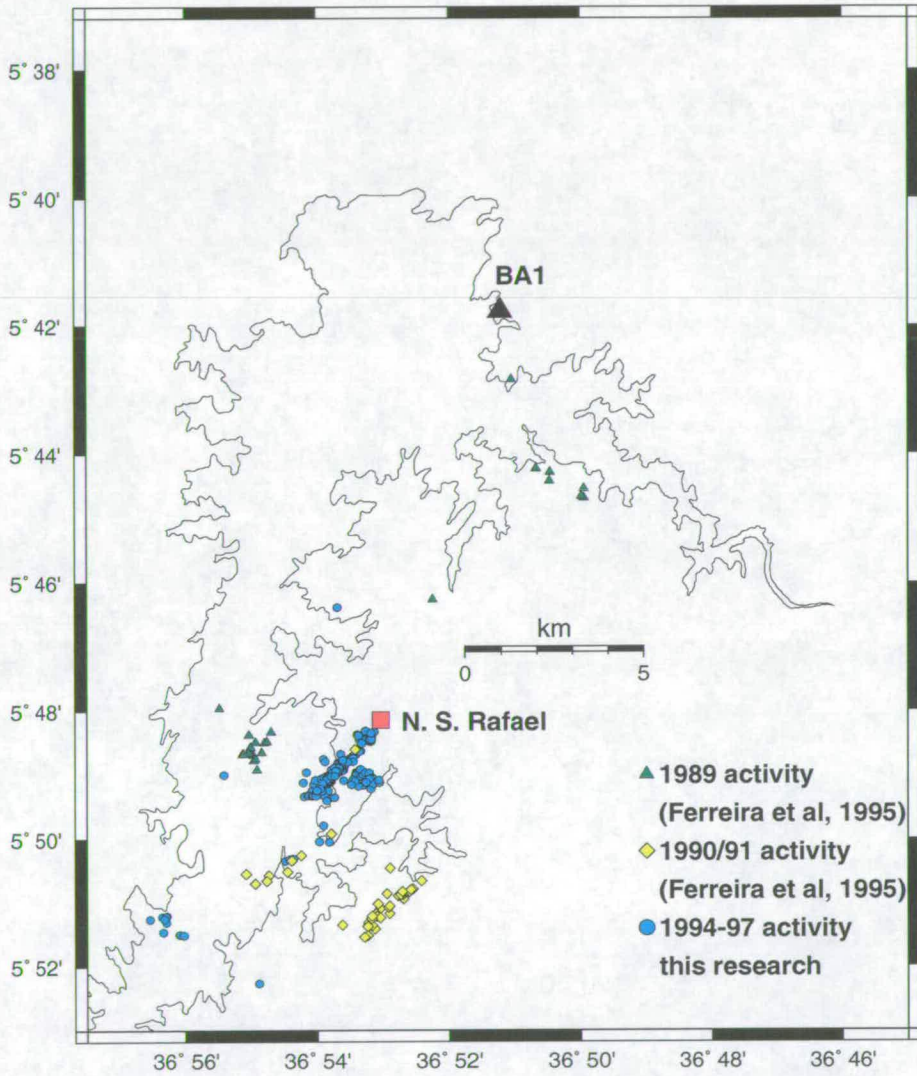 5° 38'
5° 40'
BA1
5° 42'
5° 44'
5° 46'
km
0 5
5° 48'
N. S. Rafael
1989 activity
(Ferreira et al, 1995)
5° 50'
1990/91 activity
(Ferreira et al, 1995)
1994-97 activity
5° 52'
this research
36° 56' 36° 54' 36° 52' 36° 50' 36° 48' 36° 46'